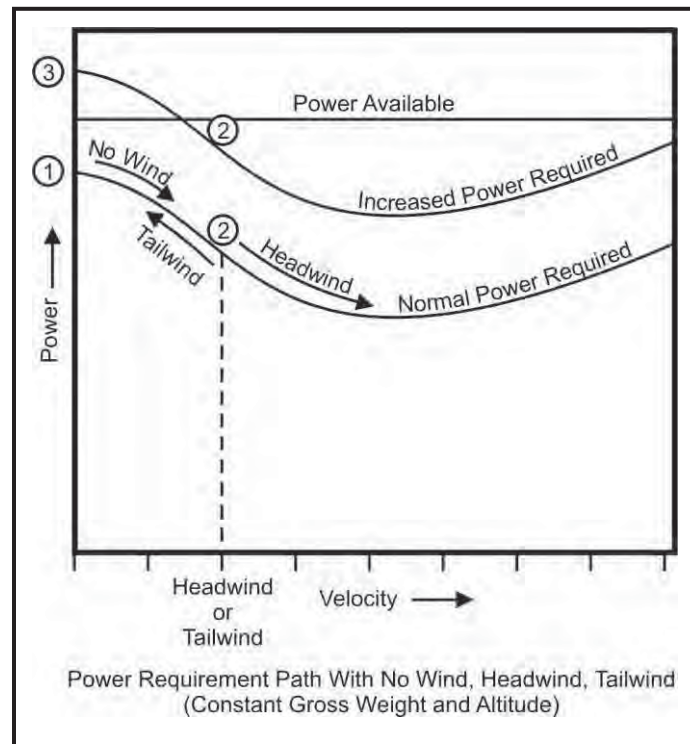 ③
Power Available
②
No Wind
①
Increased Power Required
②
Headwind
Tailwind
Normal Power Required
Power
Headwind
or
Tailwind
Velocity
Power Requirement Path With No Wind, Headwind, Tailwind
(Constant Gross Weight and Altitude)